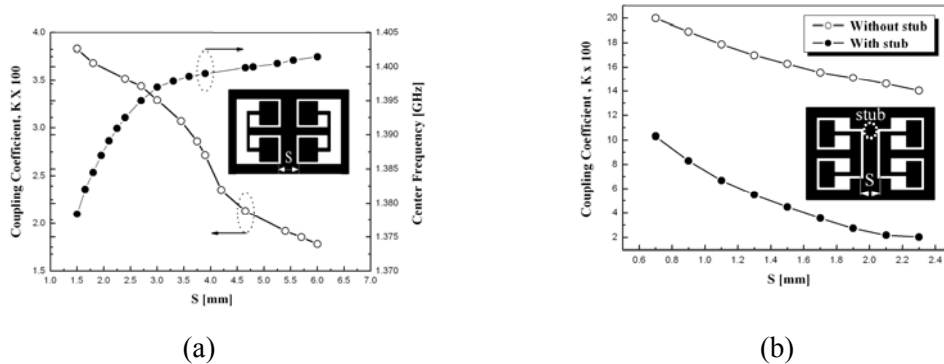 4.0
3.5
3.0
2.5
2.0
1.5
Coupling Coefficient, K X 100
1.405
1.400
1.395
1.390
1.385
1.380
1.375
1.370
Center Frequency [GHz]
S
1.0 1.5 2.0 2.5 3.0 3.5 4.0 4.5 5.0 5.5 6.0 6.5 7.0
S [mm]
(a)
20
18
16
14
12
10
8
6
4
2
Coupling Coefficient , K x 100
Without stub
With stub
stub
S
0.6 0.8 1.0 1.2 1.4 1.6 1.8 2.0 2.2 2.4
S [mm]
(b)